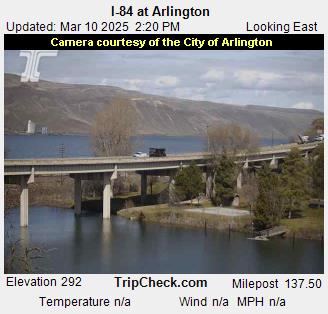 I-84 at Arlington
Updated: Mar 10 2025 2:20 PM Looking East
Camera courtesy of the City of Arlington
Elevation 292 TripCheck.com Milepost 137.50
Temperature n/a Wind n/a MPH n/a